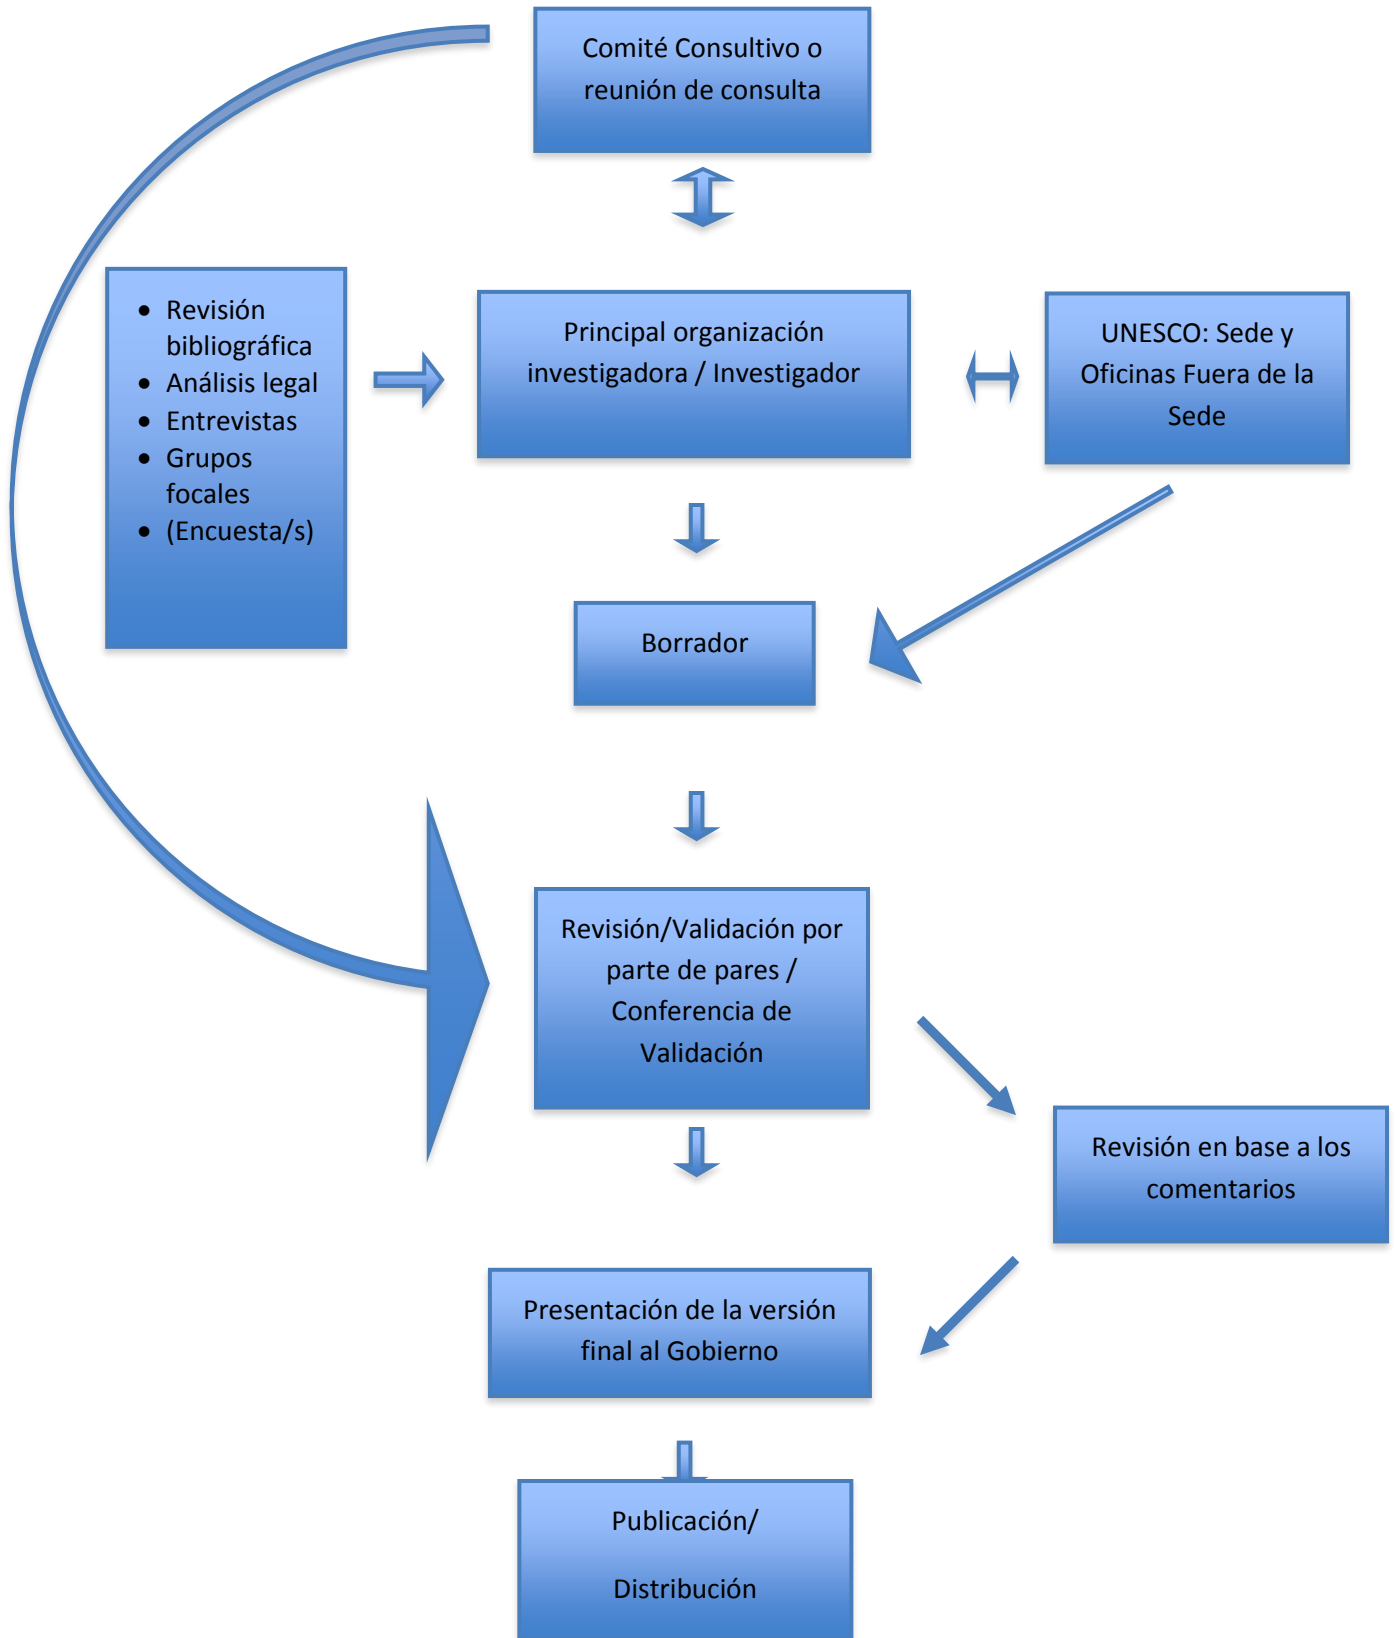 Comité Consultivo o
reunión de consulta
• Revisión
bibliográfica
• Análisis legal
• Entrevistas
• Grupos
focales
• (Encuesta/s)
Principal organización
investigadora / Investigador
UNESCO: Sede y
Oficinas Fuera de la
Sede
Borrador
Revisión/Validación por
parte de pares /
Conferencia de
Validación
Revisión en base a los
comentarios
Presentación de la versión
final al Gobierno
Publicación/
Distribución